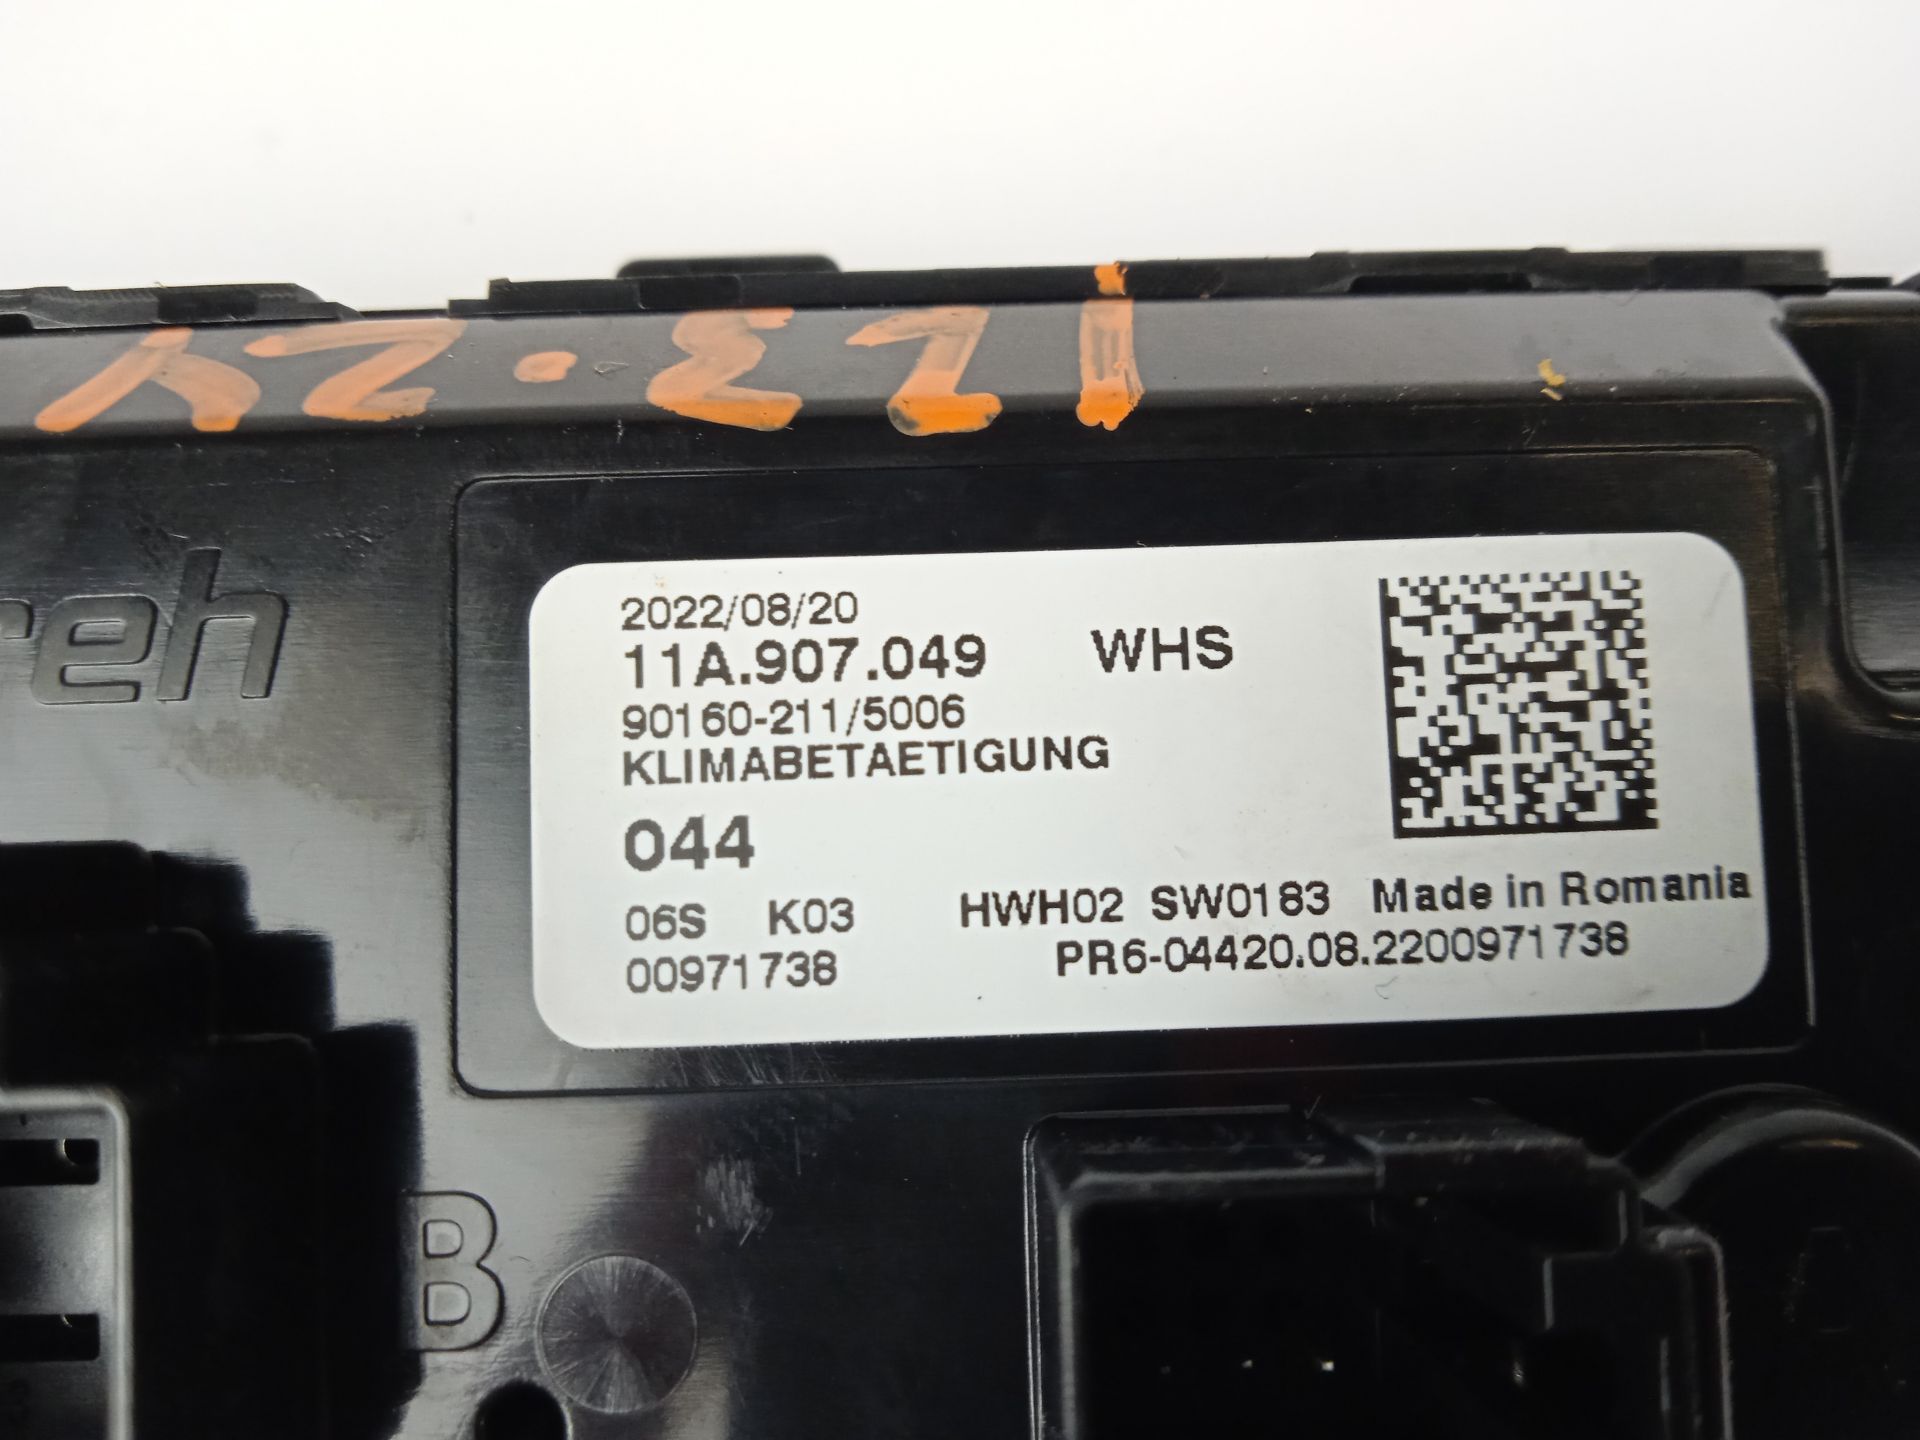 2022/08/20
11A.907.049 WHS
90160-211/5006
KLIMABETAETIGUNG
044
06S K03 HWH02 SW0183 Made in Romania
00971738 PR6-04420.08.2200971738
reh
B